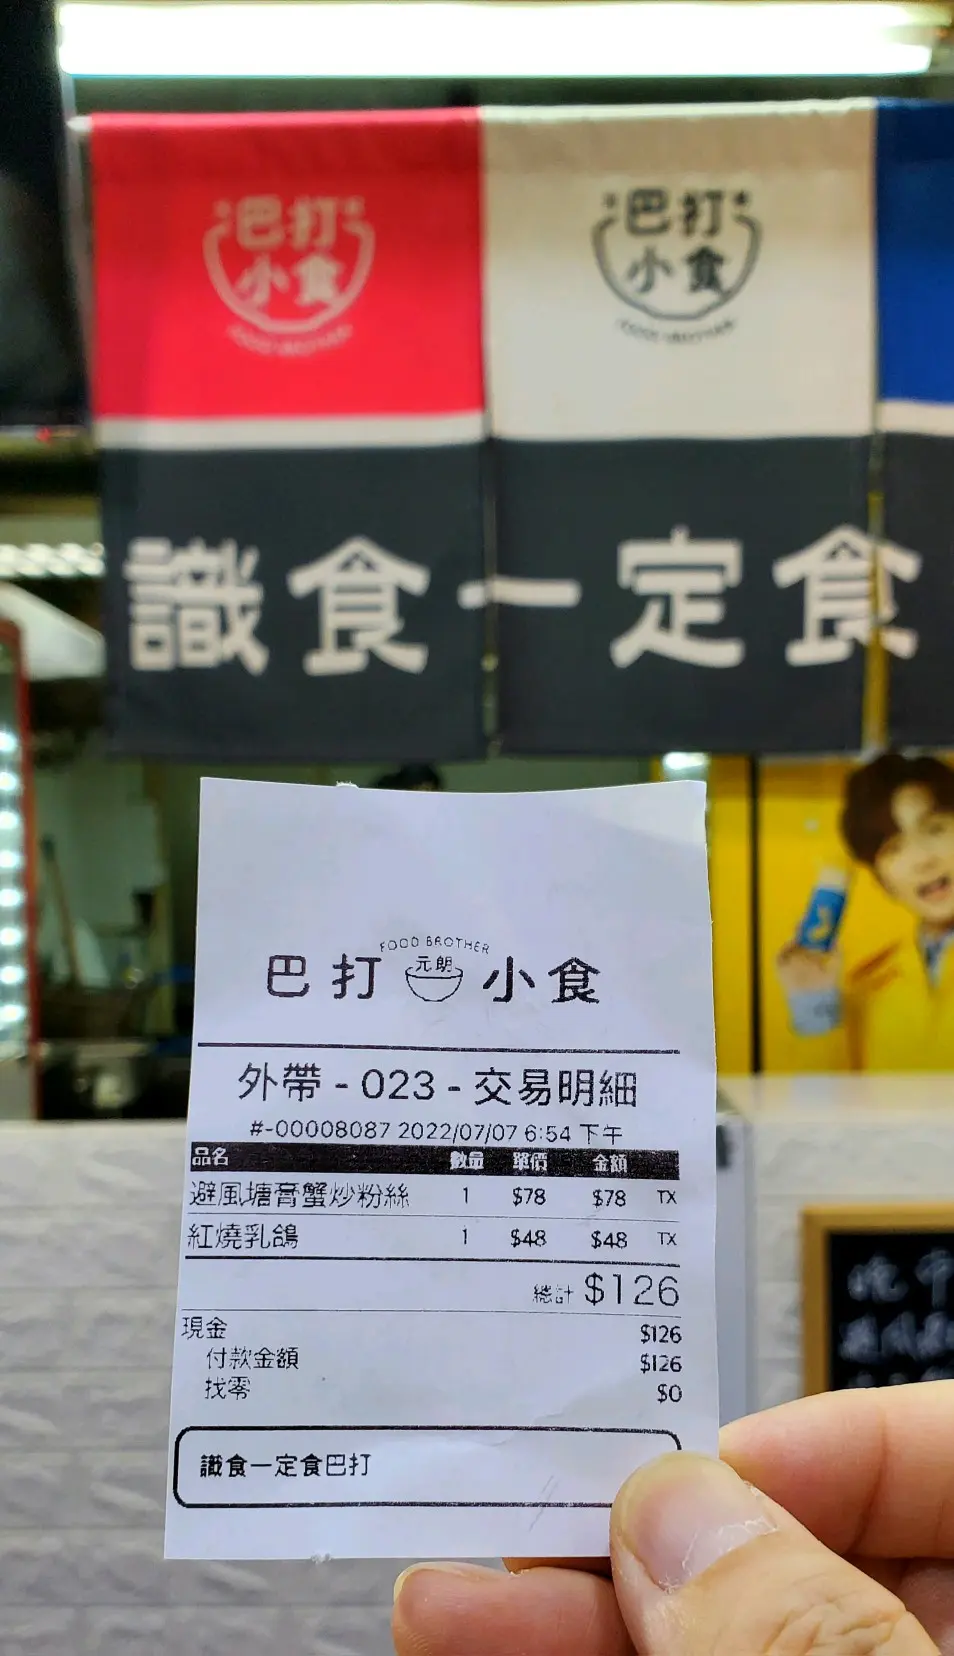 巴打
小食
FOOD BROTHER
巴打
小食
FOOD BROTHER
識食一定食
FOOD BROTHER
巴打 元朗 小食
外帶 - 023 - 交易明細
#-00008087 2022/07/07 6:54 下午
品名 數量 單價 金額
避風塘膏蟹炒粉絲 1 $78 $78 TX
紅燒乳鴿 1 $48 $48 TX
總計 $126
現金 $126
付款金額 $126
找零 $0
識食一定食巴打